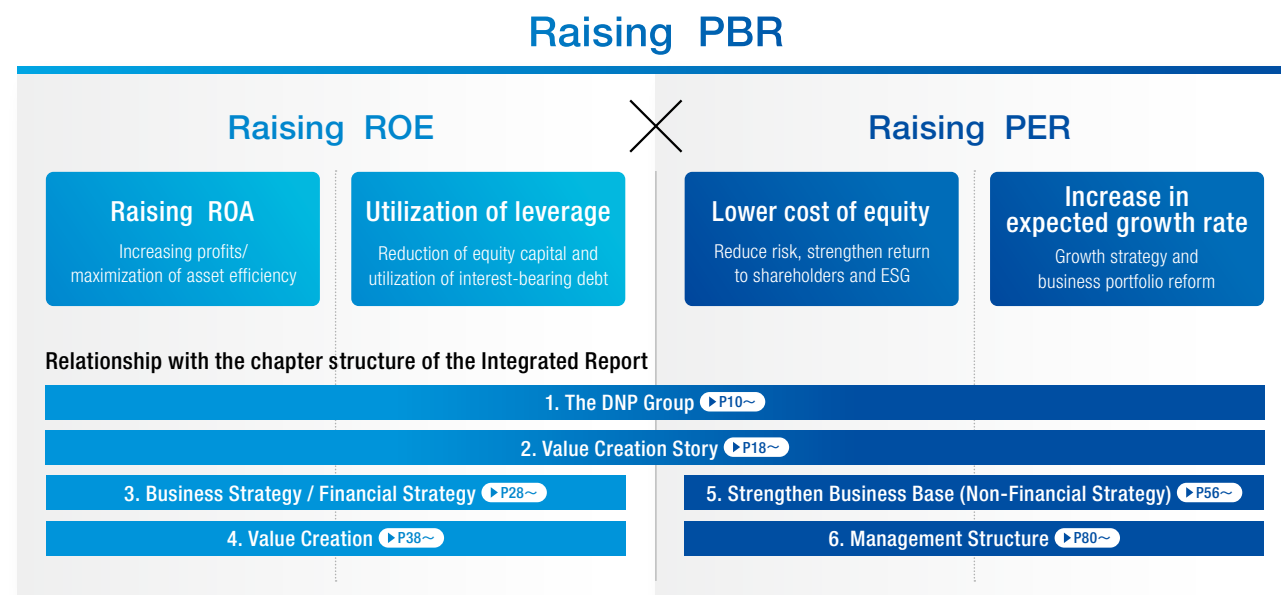 Raising PBR
Raising ROE
Raising PER
Raising ROA
Increasing profits/
maximization of asset efficiency
Utilization of leverage
Reduction of equity capital and
utilization of interest-bearing debt
Lower cost of equity
Reduce risk, strengthen return
to shareholders and ESG
Increase in
expected growth rate
Growth strategy and
business portfolio reform
Relationship with the chapter structure of the Integrated Report
1. The DNP Group ▶P10～
2. Value Creation Story ▶P18～
3. Business Strategy / Financial Strategy ▶P28～
4. Value Creation ▶P38～
5. Strengthen Business Base (Non-Financial Strategy) ▶P56～
6. Management Structure ▶P80～